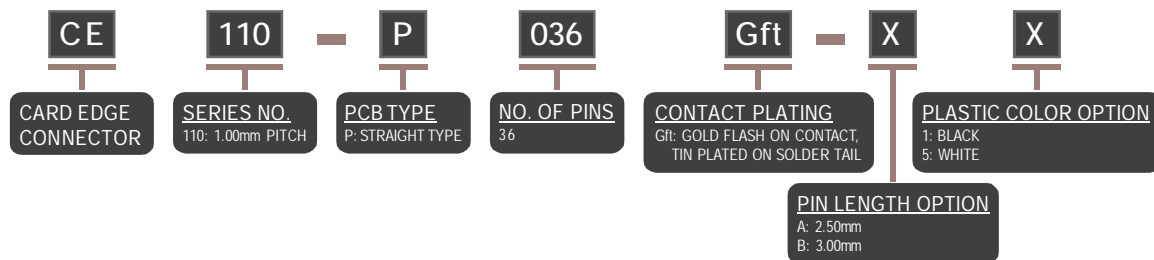 CE 110 - P 036 Gft - X X
CARD EDGE
CONNECTOR
SERIES NO.
110: 1.00mm PITCH
PCB TYPE
P: STRAIGHT TYPE
NO. OF PINS
36
CONTACT PLATING
Gft: GOLD FLASH ON CONTACT,
TIN PLATED ON SOLDER TAIL
PLASTIC COLOR OPTION
1: BLACK
5: WHITE
PIN LENGTH OPTION
A: 2.50mm
B: 3.00mm